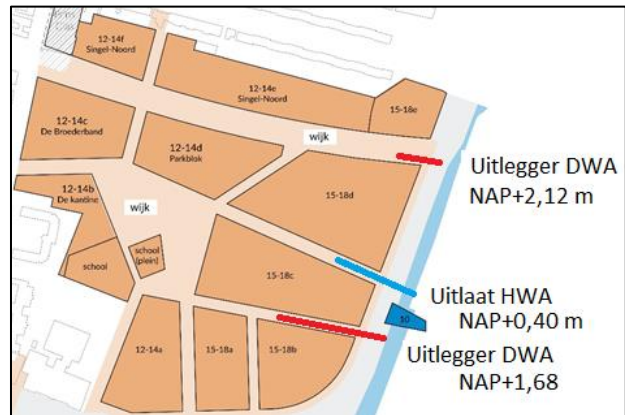 12-14f
Singel-Noord
12-14e
Singel-Noord
15-18e
12-14c
De Broederband
12-14d
Parkblok
wijk
Uitlegger DWA
NAP+2,12 m
12-14b
De kantine
wijk
15-18d
school
school
(plein)
15-18c
Uitlaat HWA
NAP+0,40 m
10
Uitlegger DWA
NAP+1,68
12-14a
15-18a
15-18b